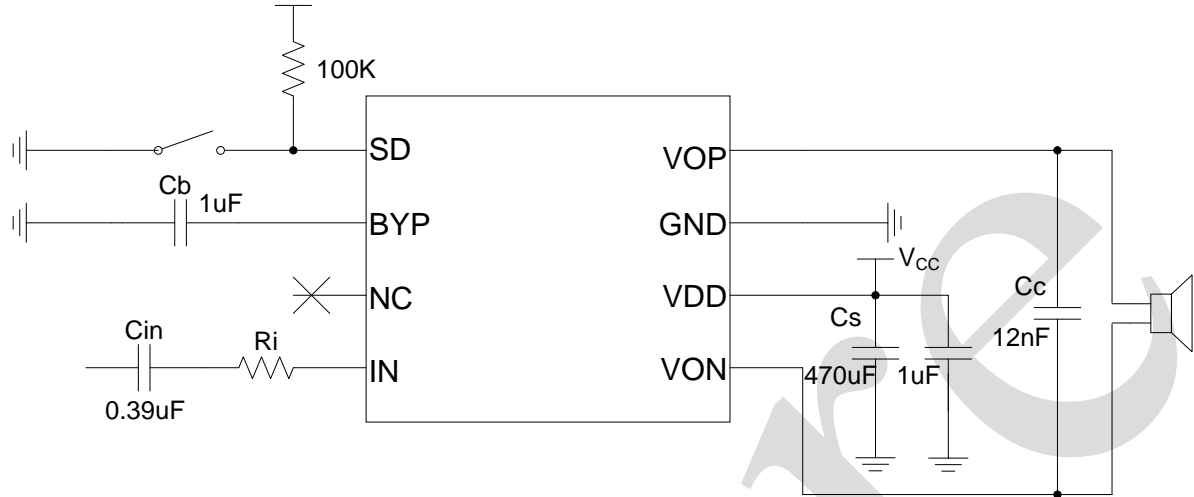 100K
SD
VOP
Cb
1uF
BYP
GND
VCC
NC
VDD
Cs
Cc
12nF
Cin
Ri
IN
VON
470uF
1uF
0.39uF